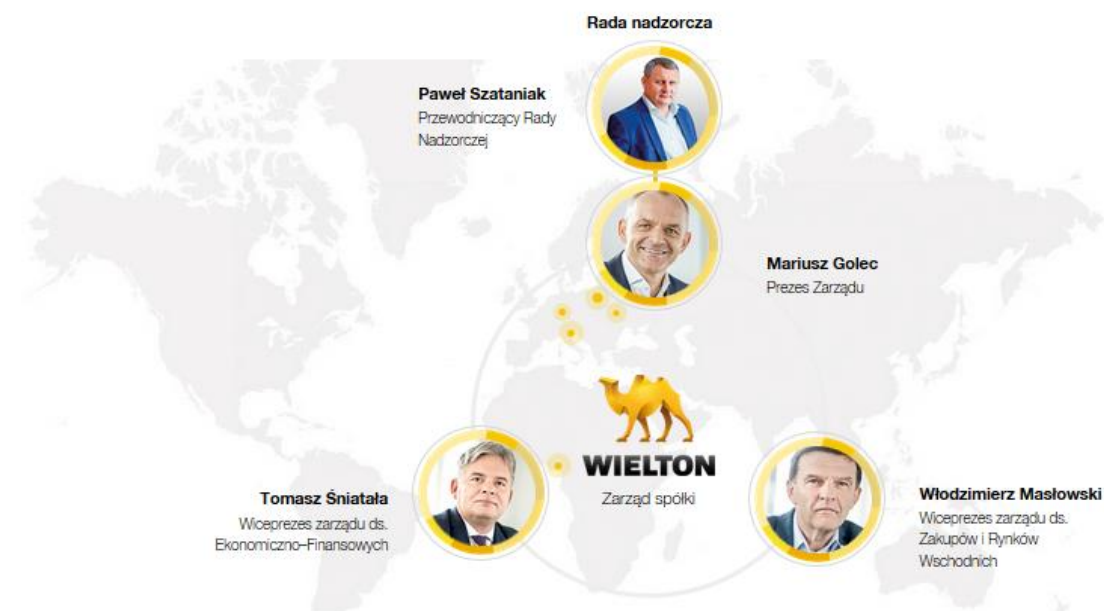 Rada nadzorcza
Paweł Szataniak
Przewodniczący Rady
Nadzorczej
Mariusz Golec
Prezes Zarządu
WIELTON
Zarząd spółki
Tomasz Śniatała
Wiceprezes zarządu ds.
Ekonomiczno–Finansowych
Włodzimierz Masłowski
Wiceprezes zarządu ds.
Zakupów i Rynków
Wschodnich